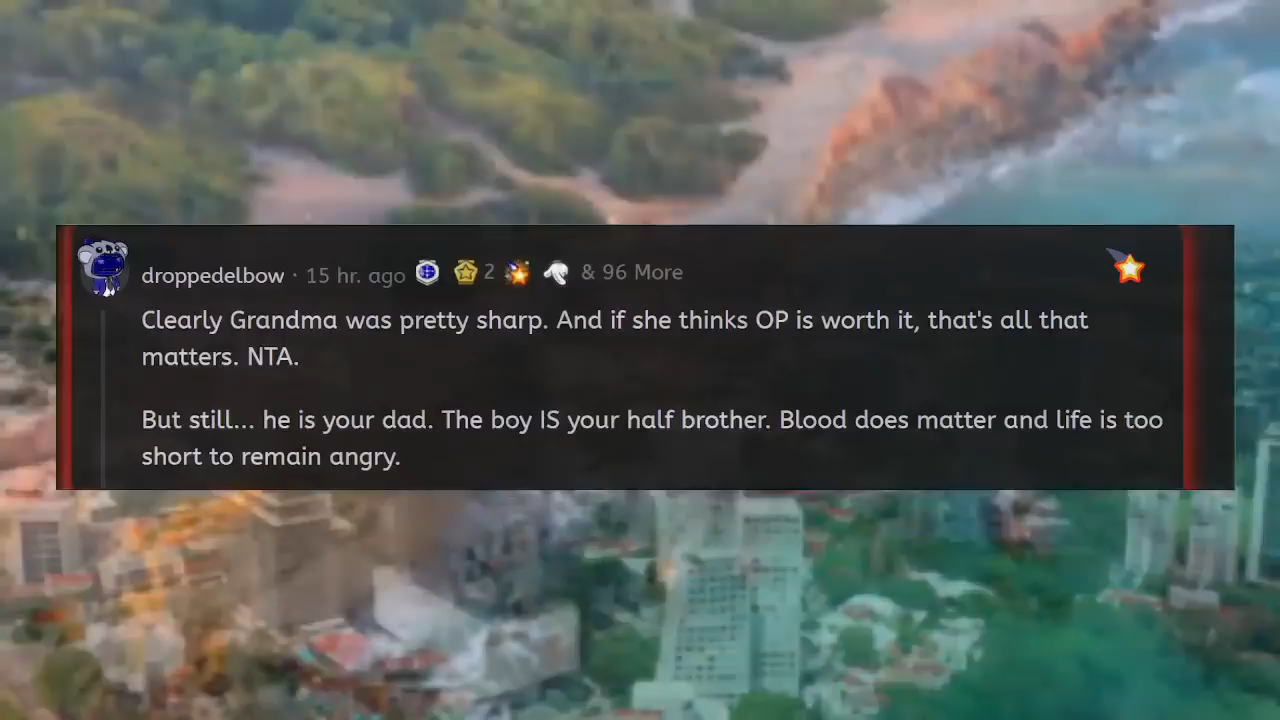 droppedelbow · 15 hr. ago 2 & 96 More
Clearly Grandma was pretty sharp. And if she thinks OP is worth it, that's all that
matters. NTA.
But still... he is your dad. The boy IS your half brother. Blood does matter and life is too
short to remain angry.